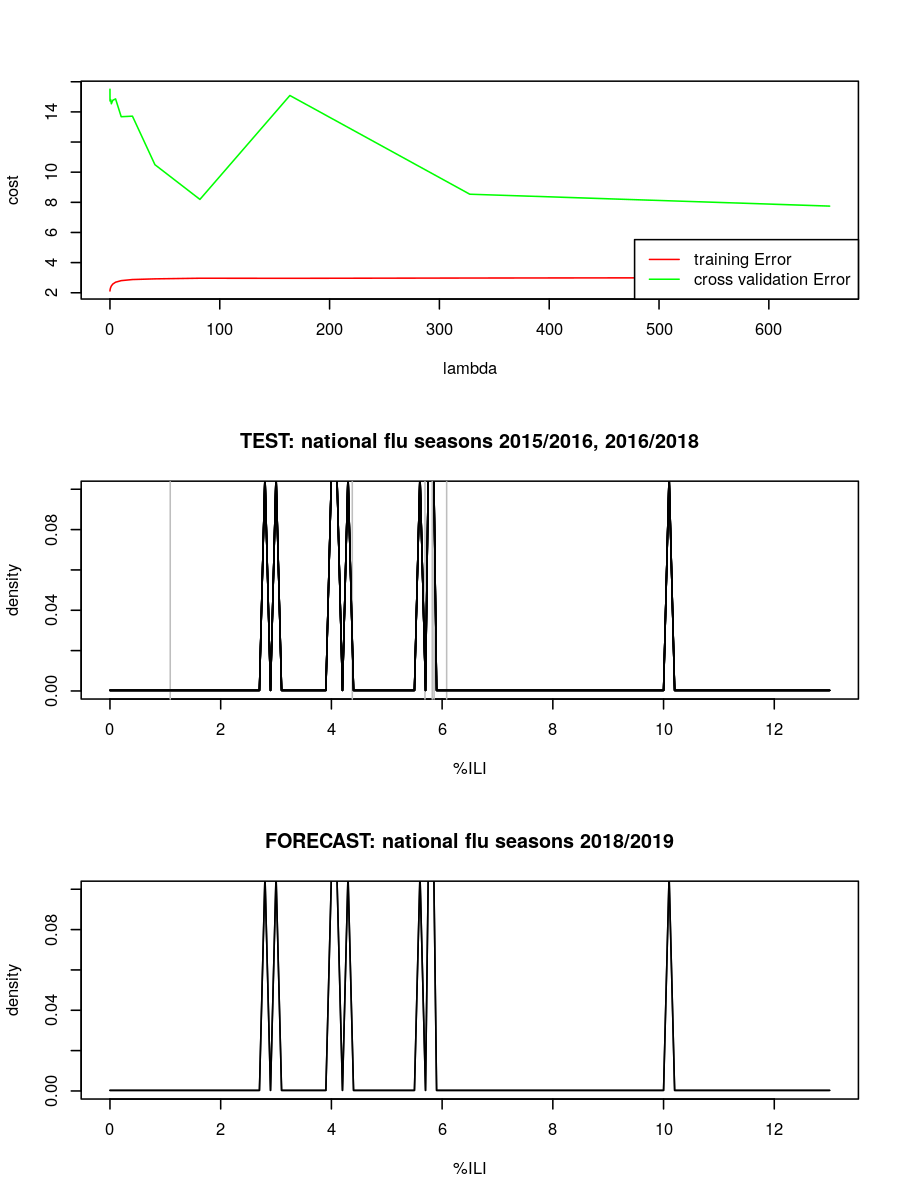 cost
14
10
8
6
4
2
training Error
cross validation Error
0 100 200 300 400 500 600
lambda
TEST: national flu seasons 2015/2016, 2016/2018
density
0.08
0.04
0.00
0 2 4 6 8 10 12
%ILI
FORECAST: national flu seasons 2018/2019
density
0.08
0.04
0.00
0 2 4 6 8 10 12
%ILI